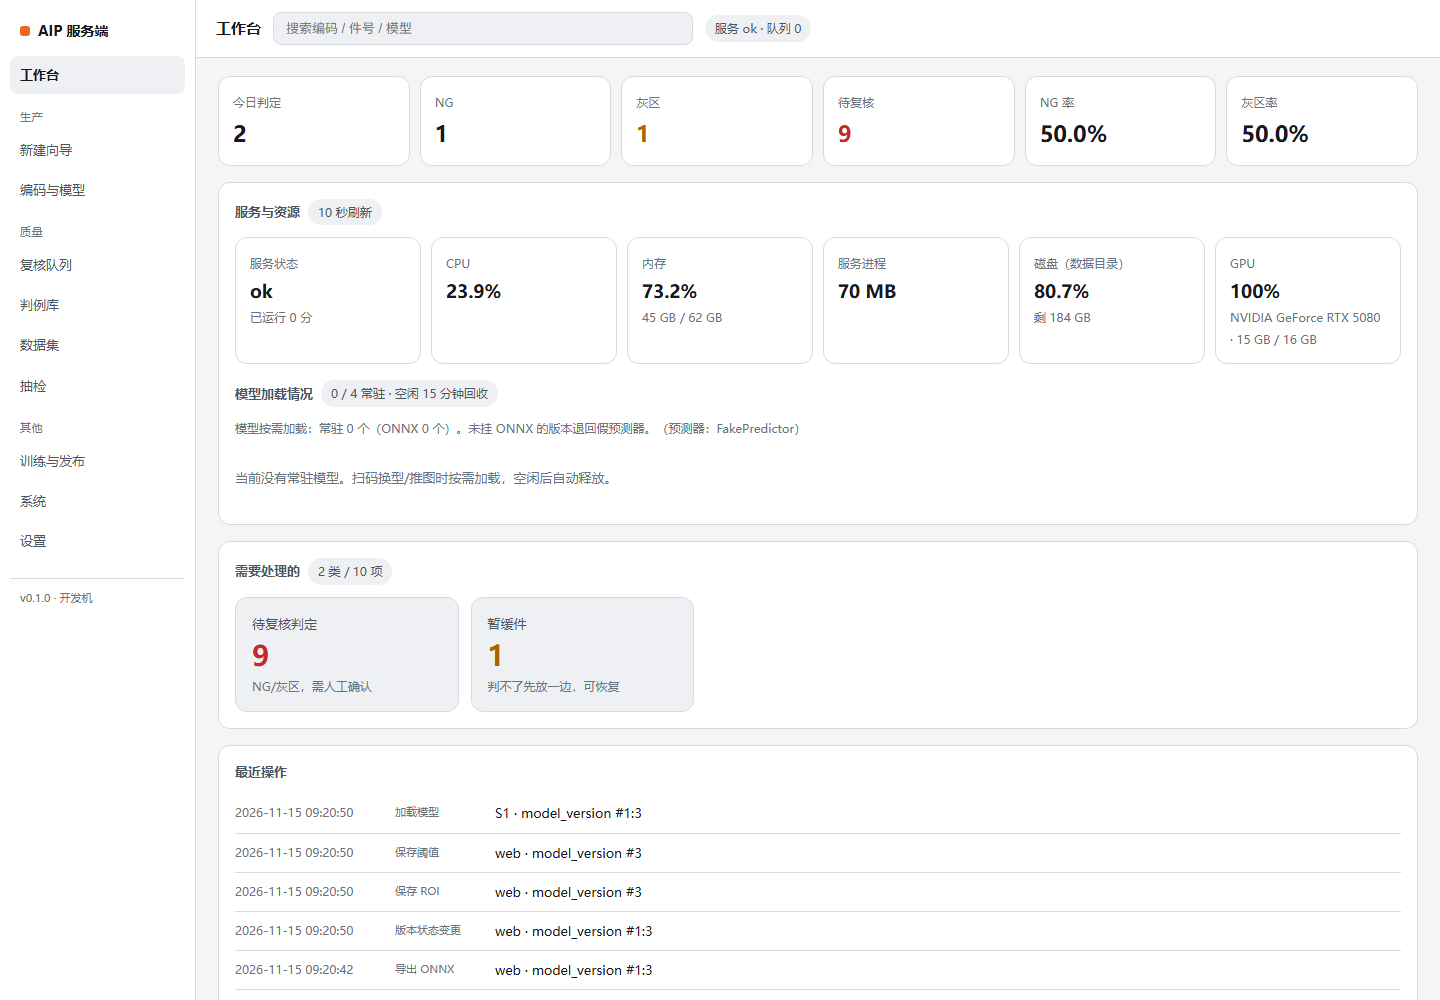 AIP 服务端
工作台
生产
新建向导
编码与模型
质量
复核队列
判例库
数据集
抽检
其他
训练与发布
系统
设置
v0.1.0 · 开发机
工作台
搜索编码 / 件号 / 模型
服务 ok · 队列 0
今日判定
2
NG
1
灰区
1
待复核
9
NG 率
50.0%
灰区率
50.0%
服务与资源
10 秒刷新
服务状态
ok
已运行 0 分
CPU
23.9%
内存
73.2%
45 GB / 62 GB
服务进程
70 MB
磁盘（数据目录）
80.7%
剩 184 GB
GPU
100%
NVIDIA GeForce RTX 5080
· 15 GB / 16 GB
模型加载情况
0 / 4 常驻 · 空闲 15 分钟回收
模型按需加载：常驻 0 个（ONNX 0 个）。未挂 ONNX 的版本退回假预测器。（预测器：FakePredictor）
当前没有常驻模型。扫码换型/推图时按需加载，空闲后自动释放。
需要处理的
2 类 / 10 项
待复核判定
9
NG/灰区，需人工确认
暂缓件
1
判不了先放一边，可恢复
最近操作
2026-11-15 09:20:50 加载模型 S1 · model_version #1:3
2026-11-15 09:20:50 保存阈值 web · model_version #3
2026-11-15 09:20:50 保存 ROI web · model_version #3
2026-11-15 09:20:50 版本状态变更 web · model_version #1:3
2026-11-15 09:20:42 导出 ONNX web · model_version #1:3